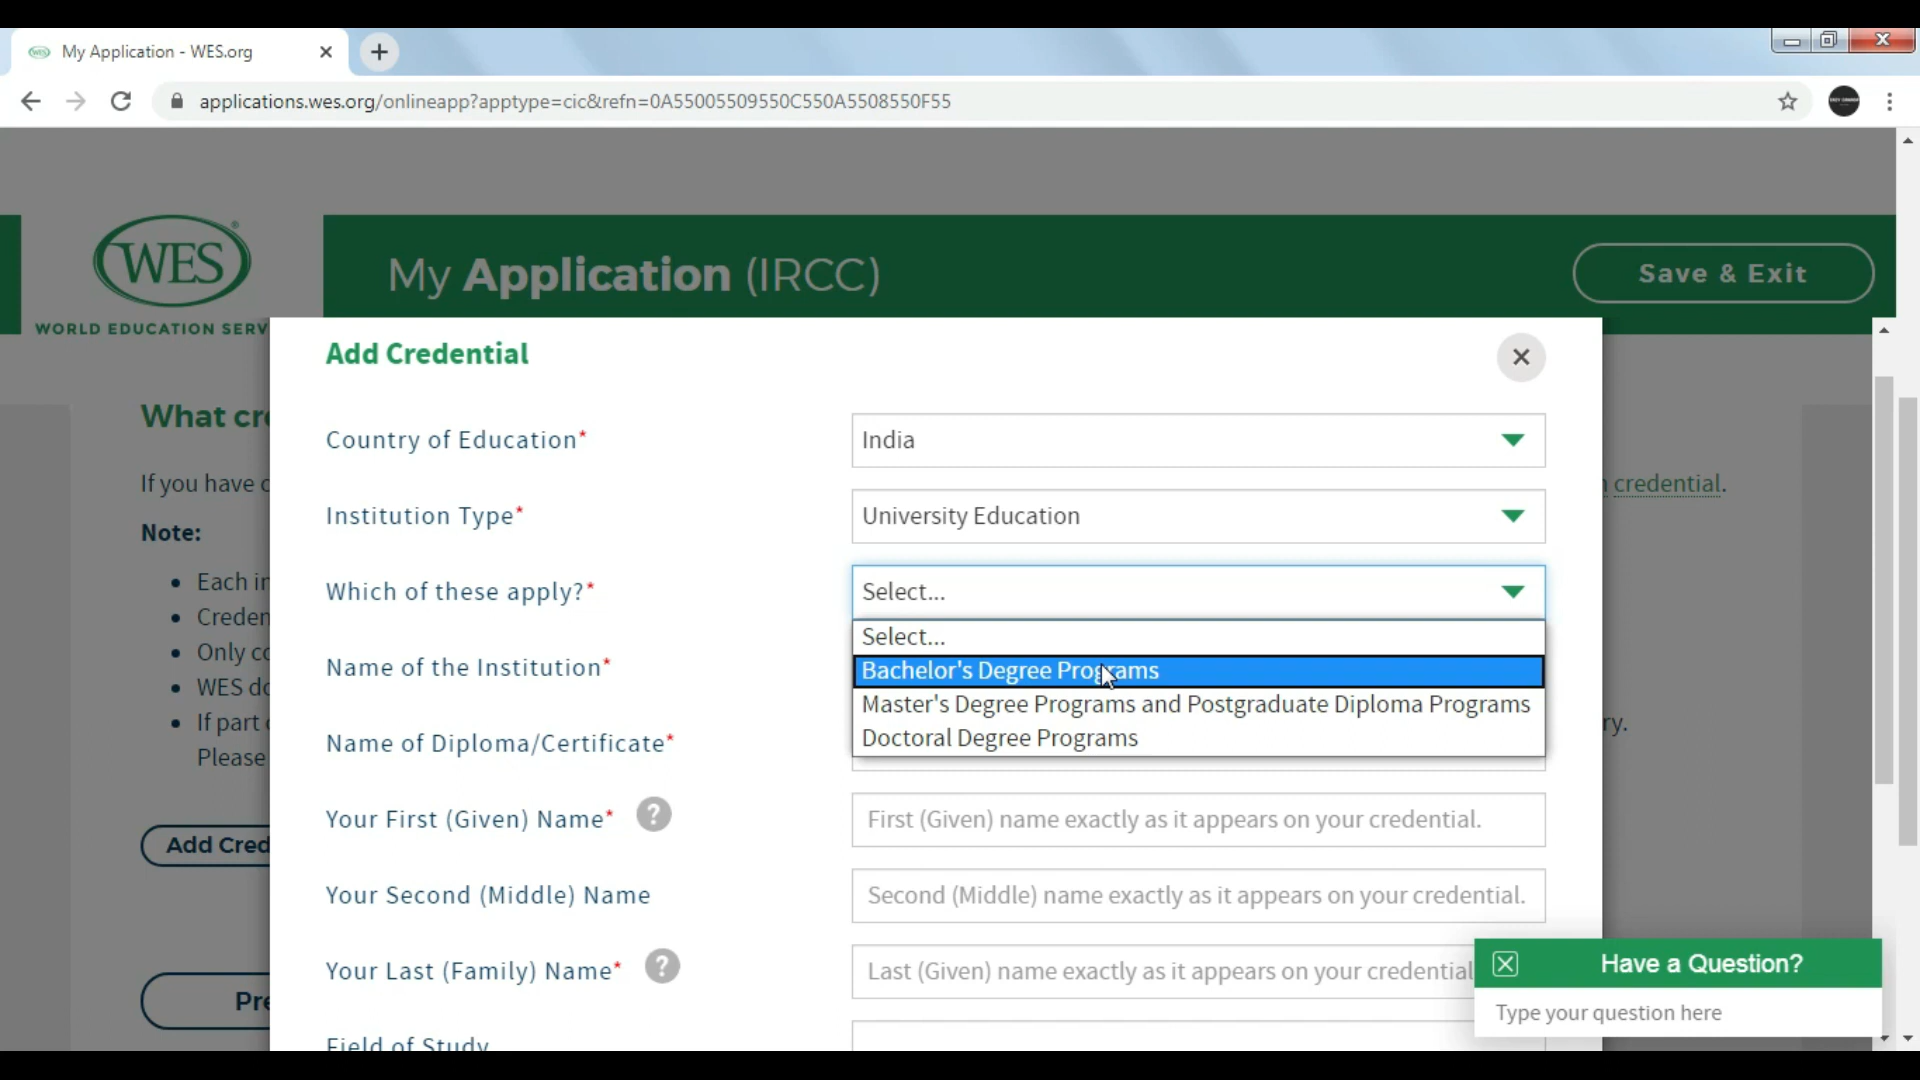 My Application - WES.org
applications.wes.org/onlineapp?apptype=cic&refn=0A55005509550C550A5508550F55
WES
®
WORLD EDUCATION SERV
My Application (IRCC)
Save & Exit
Add Credential
What cre
If you have c
credential.
Note:
Each in
Creden
Only co
WES do
If part o
ry.
Please
Add Cred
Pre
Country of Education*
India
Institution Type*
University Education
Which of these apply?*
Select...
Select...
Bachelor's Degree Programs
Master's Degree Programs and Postgraduate Diploma Programs
Doctoral Degree Programs
Name of the Institution*
Name of Diploma/Certificate*
Your First (Given) Name* ?
First (Given) name exactly as it appears on your credential.
Your Second (Middle) Name
Second (Middle) name exactly as it appears on your credential.
Your Last (Family) Name* ?
Last (Given) name exactly as it appears on your credential
Field of Study
Have a Question?
Type your question here